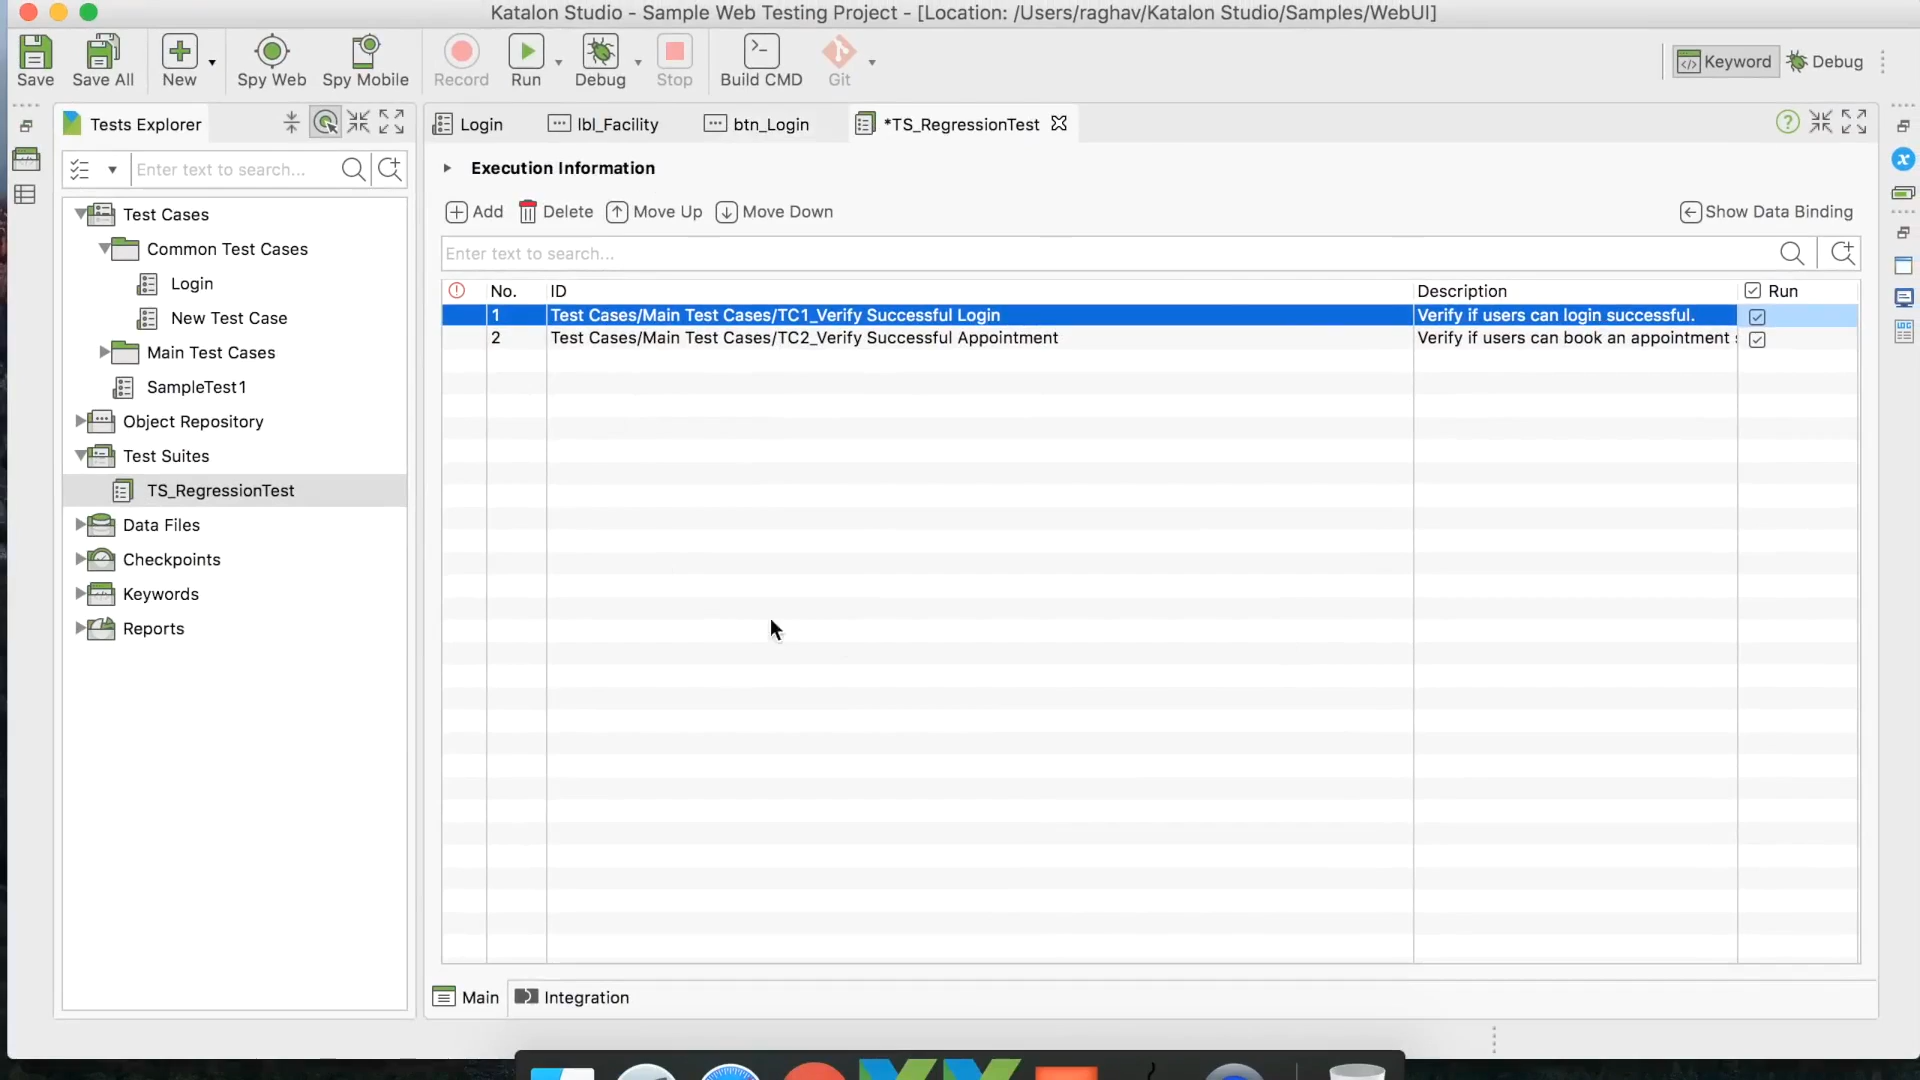 Katalon Studio - Sample Web Testing Project - [Location: /Users/raghav/Katalon Studio/Samples/WebUI]
Save Save All New Spy Web Spy Mobile Record Run Debug Stop Build CMD Git Keyword Debug
Tests Explorer
Login lbl_Facility btn_Login *TS_RegressionTest
Enter text to search...
Execution Information
Add Delete Move Up Move Down Show Data Binding
Enter text to search...
No. ID Description Run
1 Test Cases/Main Test Cases/TC1_Verify Successful Login Verify if users can login successful.
2 Test Cases/Main Test Cases/TC2_Verify Successful Appointment Verify if users can book an appointment
Test Cases
Common Test Cases
Login
New Test Case
Main Test Cases
SampleTest1
Object Repository
Test Suites
TS_RegressionTest
Data Files
Checkpoints
Keywords
Reports
Main Integration